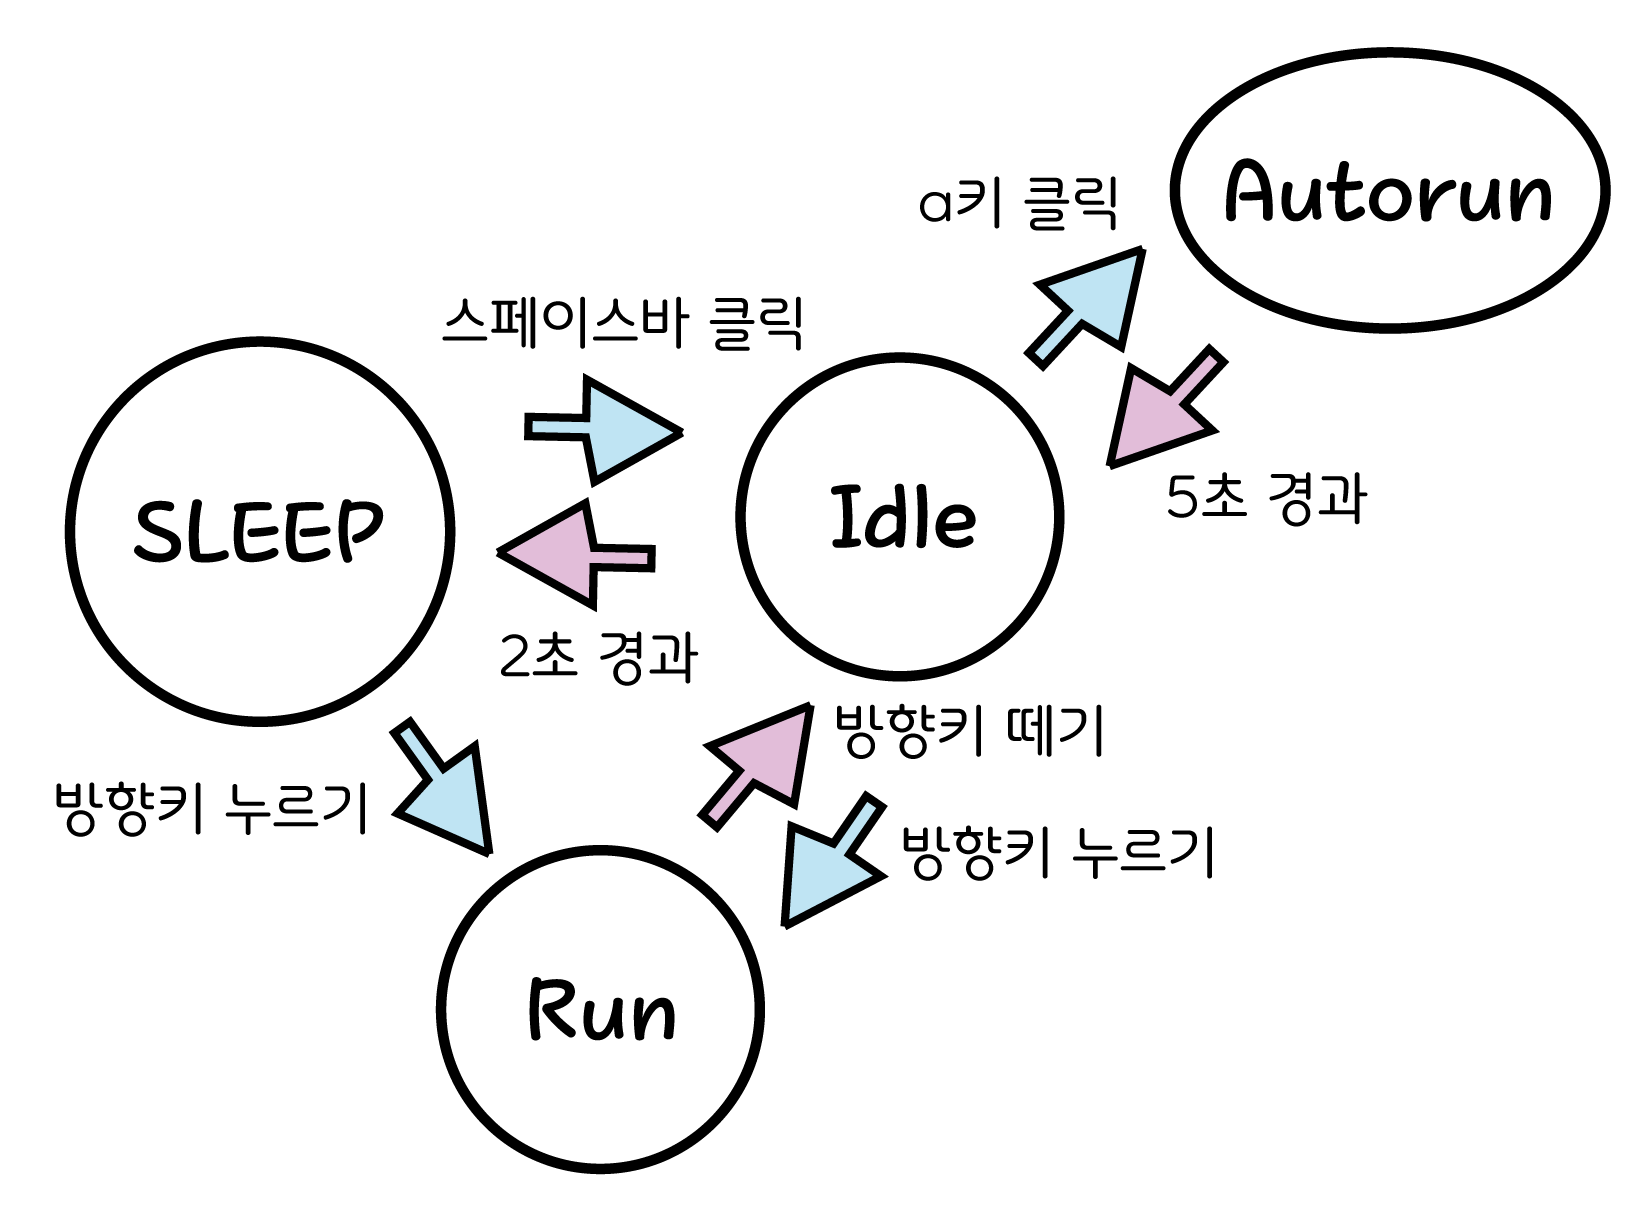 Autorun
a키 클릭
스페이스바 클릭
5초 경과
SLEEP
Idle
2초 경과
방향키 떼기
방향키 누르기
방향키 누르기
Run